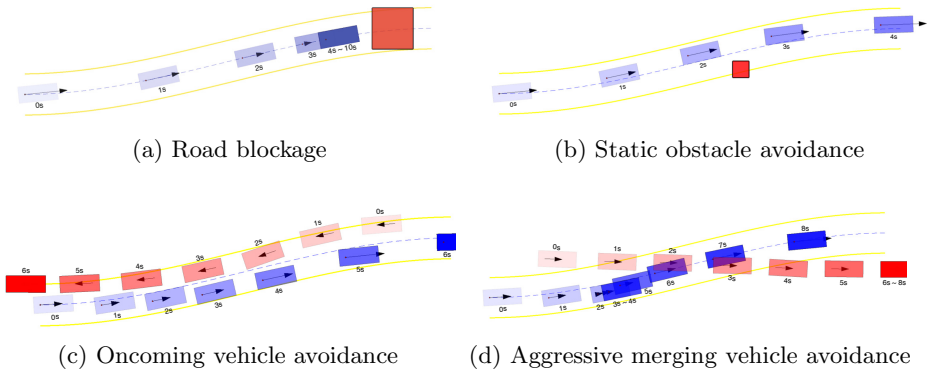 0s
1s
2s
3s
4s~10s
(a) Road blockage
0s
1s
2s
3s
4s
(b) Static obstacle avoidance
6s 5s 4s 3s 2s 1s 0s
0s 1s 2s 3s 4s 5s 6s
(c) Oncoming vehicle avoidance
0s 1s 2s 3s 4s 5s 6s~8s
0s 1s 2s 3s~4s 5s 6s 7s 8s
(d) Aggressive merging vehicle avoidance